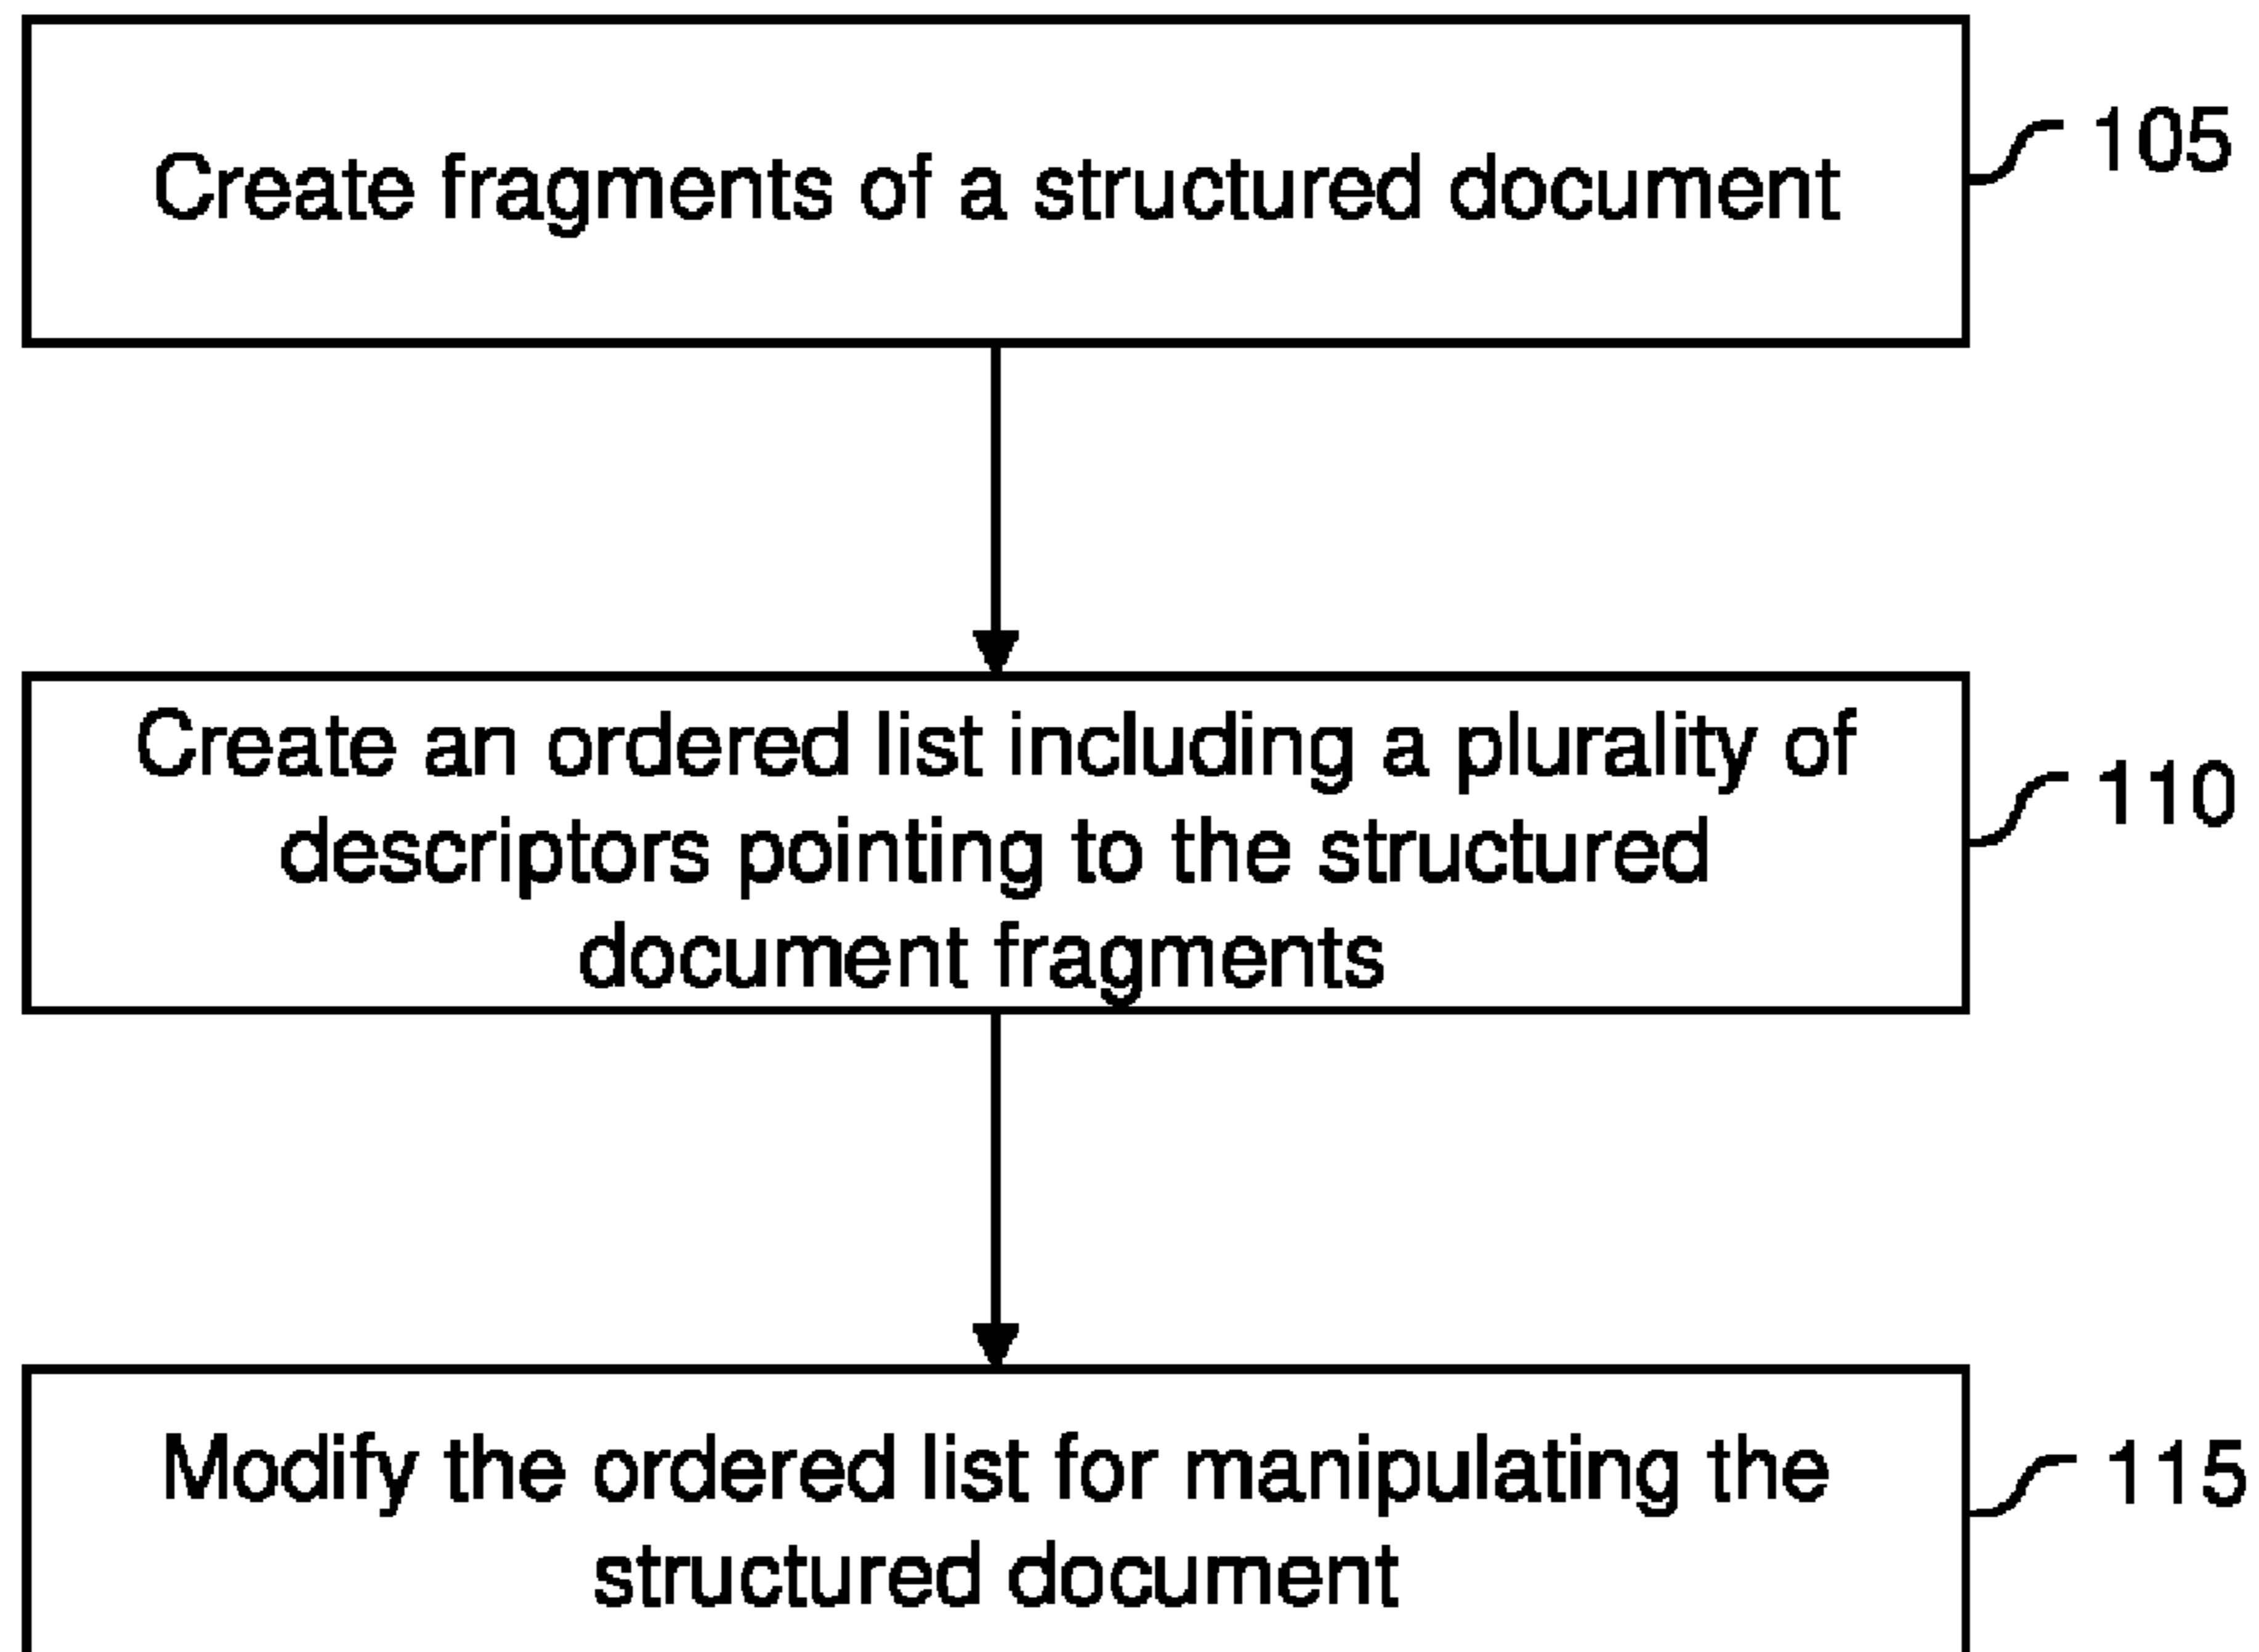 Create fragments of a structured document
105
Create an ordered list including a plurality of
descriptors pointing to the structured
document fragments
110
Modify the ordered list for manipulating the
structured document
115